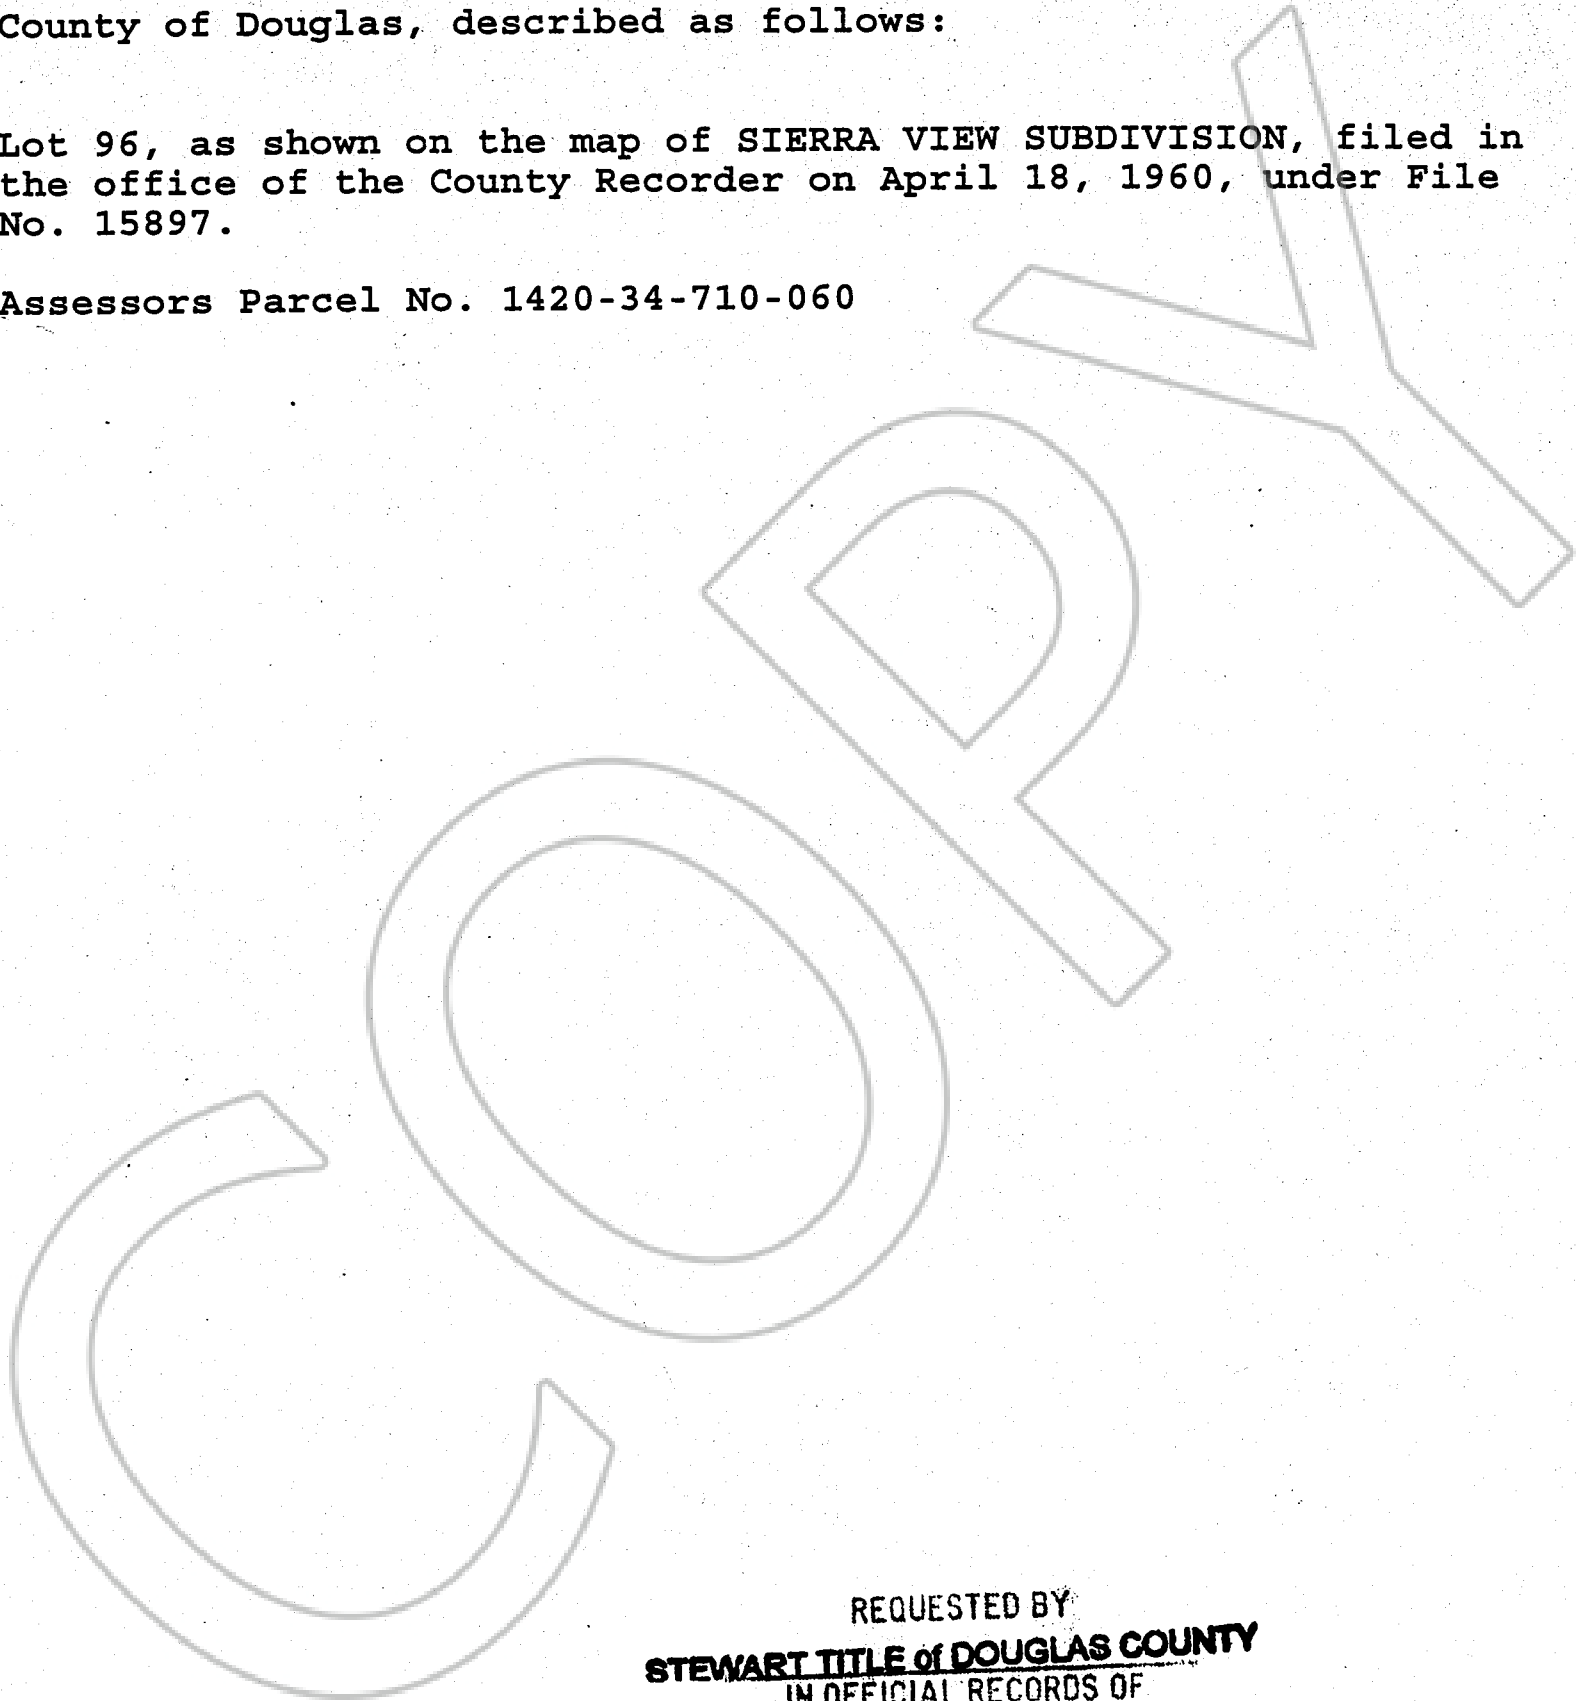 County of Douglas, described as follows:
Lot 96, as shown on the map of SIERRA VIEW SUBDIVISION, filed in
the office of the County Recorder on April 18, 1960, under File
No. 15897.
Assessors Parcel No. 1420-34-710-060
COPY
REQUESTED BY
STEWART TITLE of DOUGLAS COUNTY
IN OFFICIAL RECORDS OF